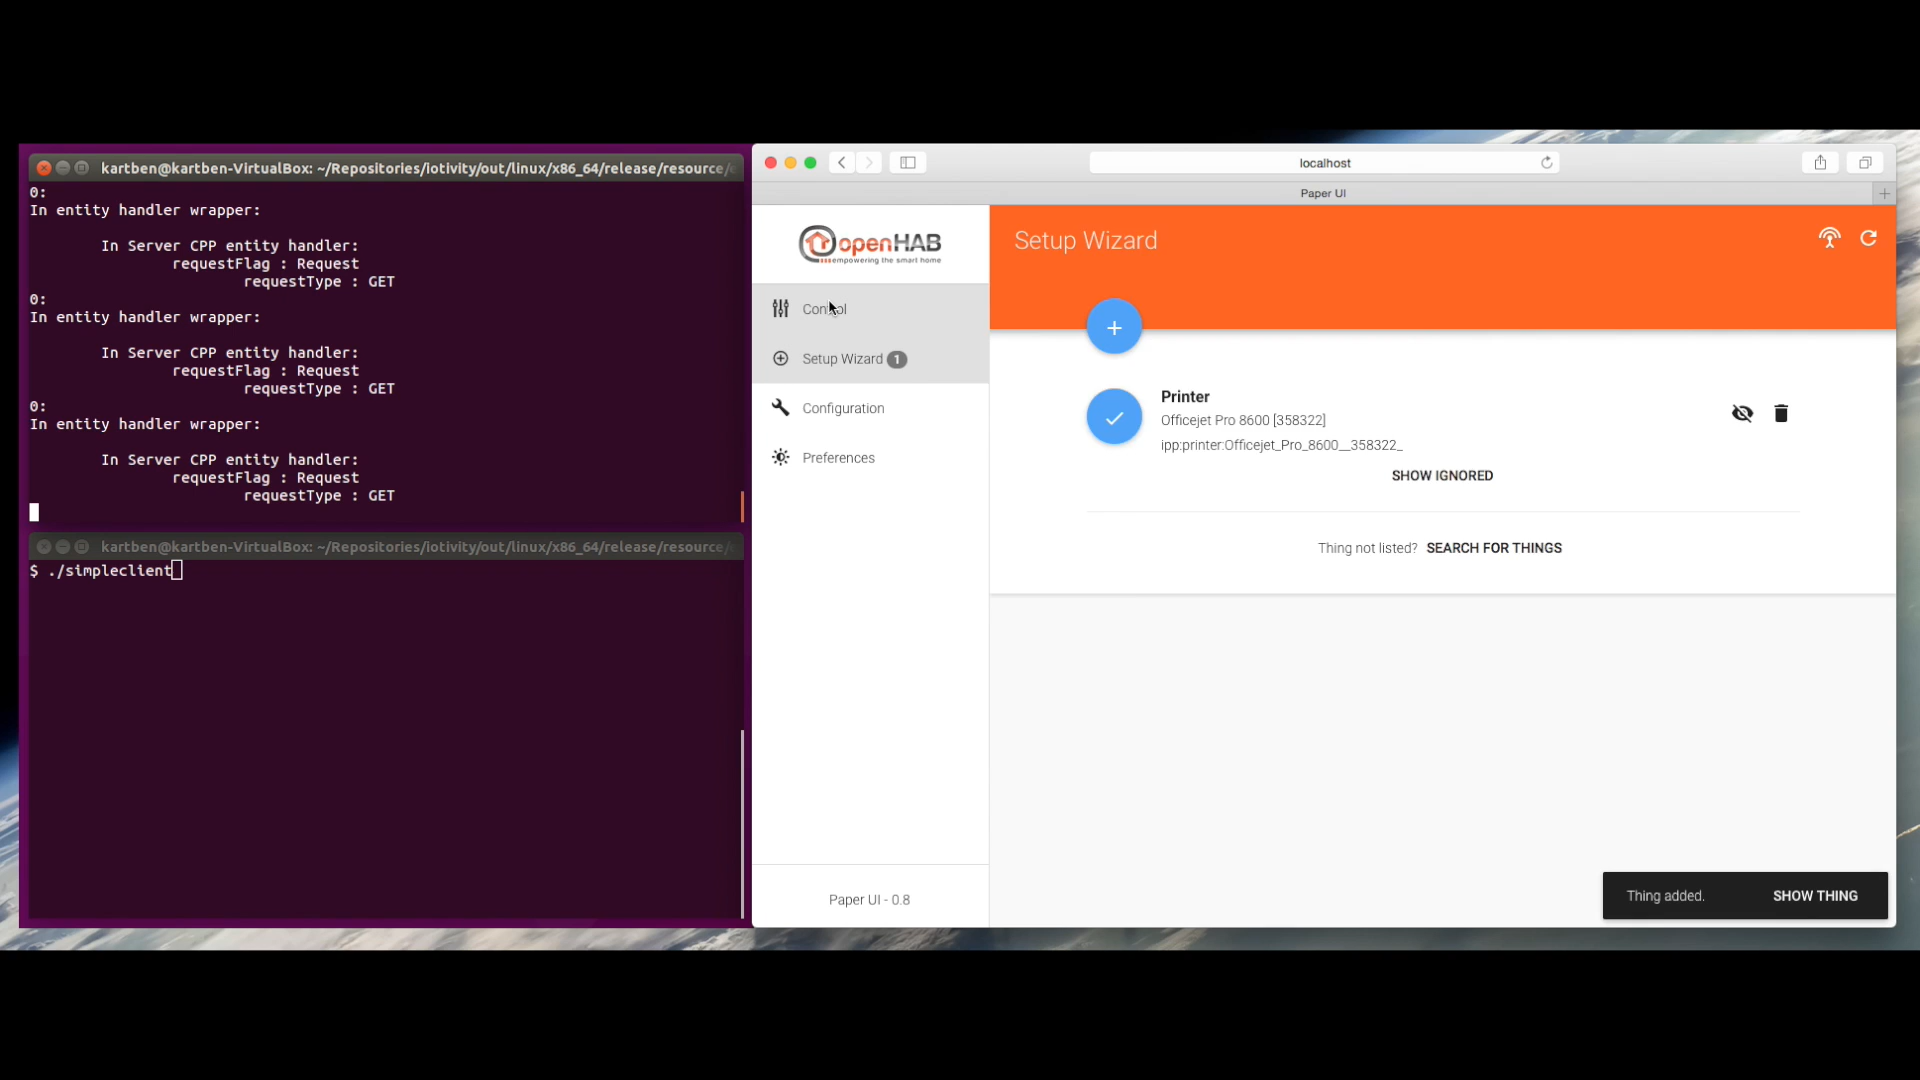 kartben@kartben-VirtualBox: ~/Repositories/iotivity/out/linux/x86_64/release/resource/
0:
In entity handler wrapper:
In Server CPP entity handler:
requestFlag : Request
requestType : GET
0:
In entity handler wrapper:
In Server CPP entity handler:
requestFlag : Request
requestType : GET
0:
In entity handler wrapper:
In Server CPP entity handler:
requestFlag : Request
requestType : GET
kartben@kartben-VirtualBox: ~/Repositories/iotivity/out/linux/x86_64/release/resource/
$ ./simpleclient
localhost
Paper UI
openHAB
empowering the smart home
Control
Setup Wizard 1
Configuration
Preferences
Paper UI - 0.8
Setup Wizard
Printer
Officejet Pro 8600 [358322]
ipp:printer:Officejet_Pro_8600__358322_
SHOW IGNORED
Thing not listed? SEARCH FOR THINGS
Thing added. SHOW THING